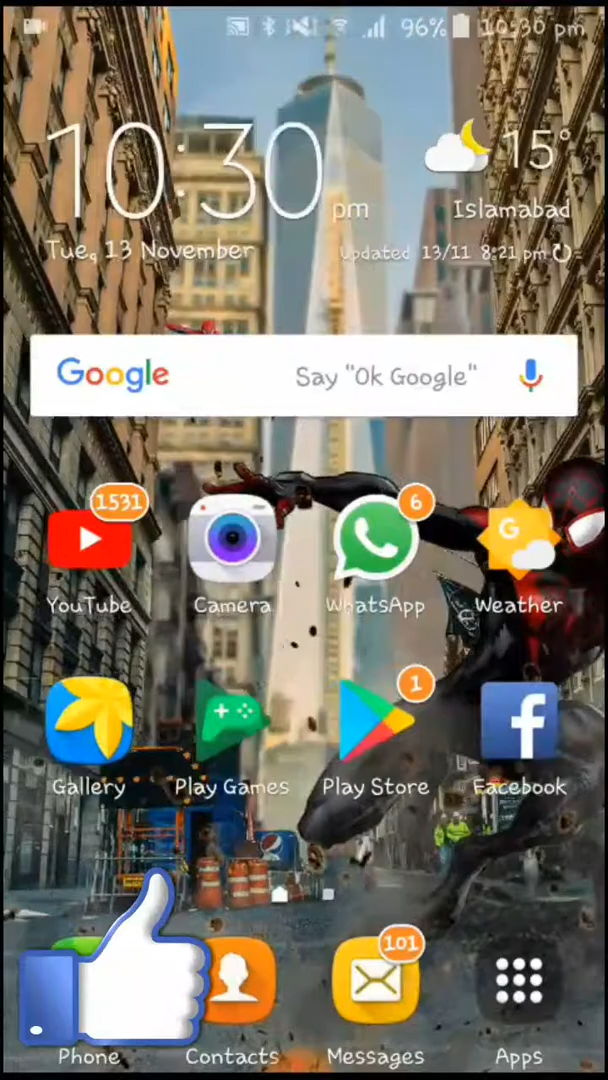 96% 10:30 pm
10:30 pm
15°
Islamabad
Tue, 13 November
Updated 13/11 8:21 pm
Google
Say "Ok Google"
1531
6
G
YouTube
Camera
WhatsApp
Weather
1
f
Gallery
Play Games
Play Store
Facebook
101
Phone
Contacts
Messages
Apps